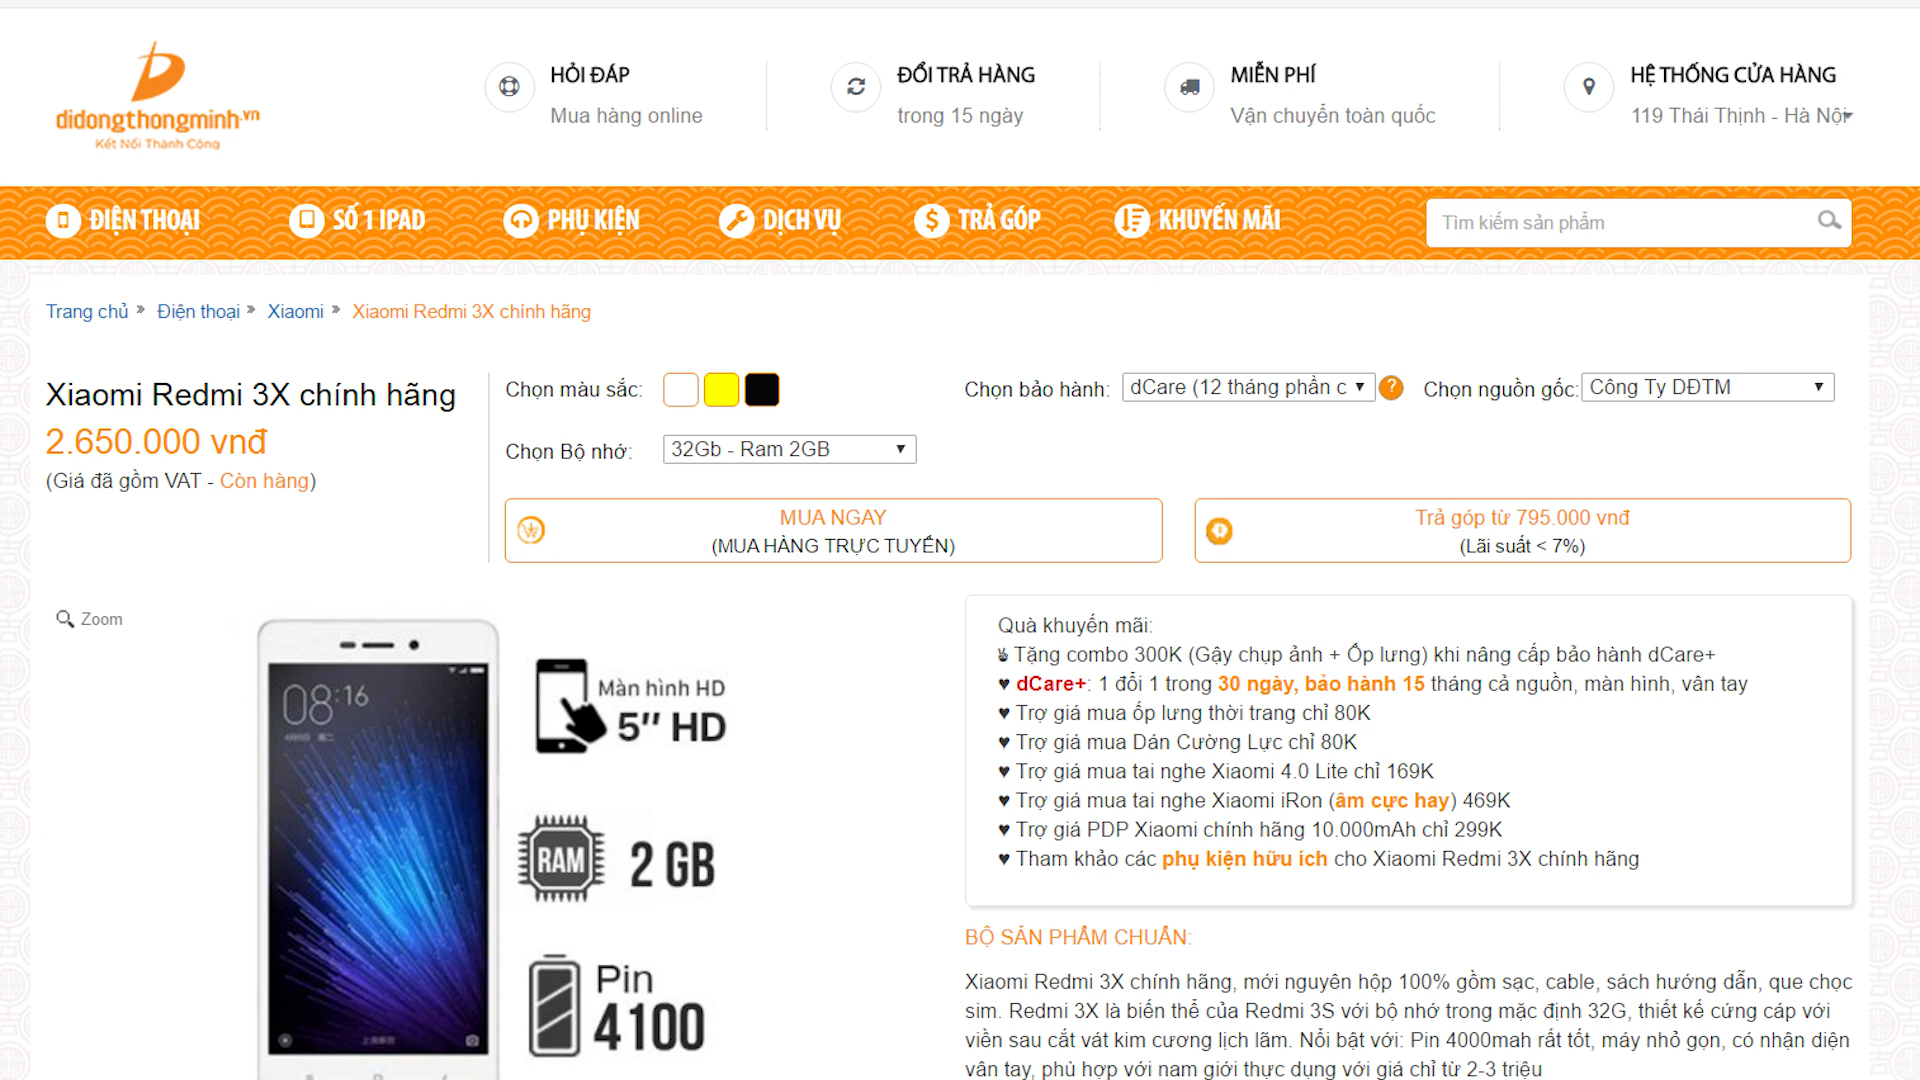 didongthongminh.vn
Kết Nối Thành Công
HỎI ĐÁP
Mua hàng online
ĐỔI TRẢ HÀNG
trong 15 ngày
MIỄN PHÍ
Vận chuyển toàn quốc
HỆ THỐNG CỬA HÀNG
119 Thái Thịnh - Hà Nội
ĐIỆN THOẠI
SỐ 1 IPAD
PHỤ KIỆN
DỊCH VỤ
TRẢ GÓP
KHUYẾN MÃI
Tìm kiếm sản phẩm
Trang chủ » Điện thoại » Xiaomi » Xiaomi Redmi 3X chính hãng
Xiaomi Redmi 3X chính hãng
2.650.000 vnđ
(Giá đã gồm VAT - Còn hàng)
Chọn màu sắc:
Chọn bảo hành: dCare (12 tháng phần c ?
Chọn nguồn gốc: Công Ty DĐTM
Chọn Bộ nhớ: 32Gb - Ram 2GB
MUA NGAY
(MUA HÀNG TRỰC TUYẾN)
Trả góp từ 795.000 vnđ
(Lãi suất < 7%)
Zoom
08:16
Màn hình HD
5″ HD
RAM
2 GB
Pin
4100
Quà khuyến mãi:
Tặng combo 300K (Gậy chụp ảnh + Ốp lưng) khi nâng cấp bảo hành dCare+
♥ dCare+: 1 đổi 1 trong 30 ngày, bảo hành 15 tháng cả nguồn, màn hình, vân tay
♥ Trợ giá mua ốp lưng thời trang chỉ 80K
♥ Trợ giá mua Dán Cường Lực chỉ 80K
♥ Trợ giá mua tai nghe Xiaomi 4.0 Lite chỉ 169K
♥ Trợ giá mua tai nghe Xiaomi iRon (âm cực hay) 469K
♥ Trợ giá PDP Xiaomi chính hãng 10.000mAh chỉ 299K
♥ Tham khảo các phụ kiện hữu ích cho Xiaomi Redmi 3X chính hãng
BỘ SẢN PHẨM CHUẨN:
Xiaomi Redmi 3X chính hãng, mới nguyên hộp 100% gồm sạc, cable, sách hướng dẫn, que chọc
sim. Redmi 3X là biến thể của Redmi 3S với bộ nhớ trong mặc định 32G, thiết kế cứng cáp với
viền sau cắt vát kim cương lịch lãm. Nổi bật với: Pin 4000mah rất tốt, máy nhỏ gọn, có nhận diện
vân tay, phù hợp với nam giới thực dụng với giá chỉ từ 2-3 triệu